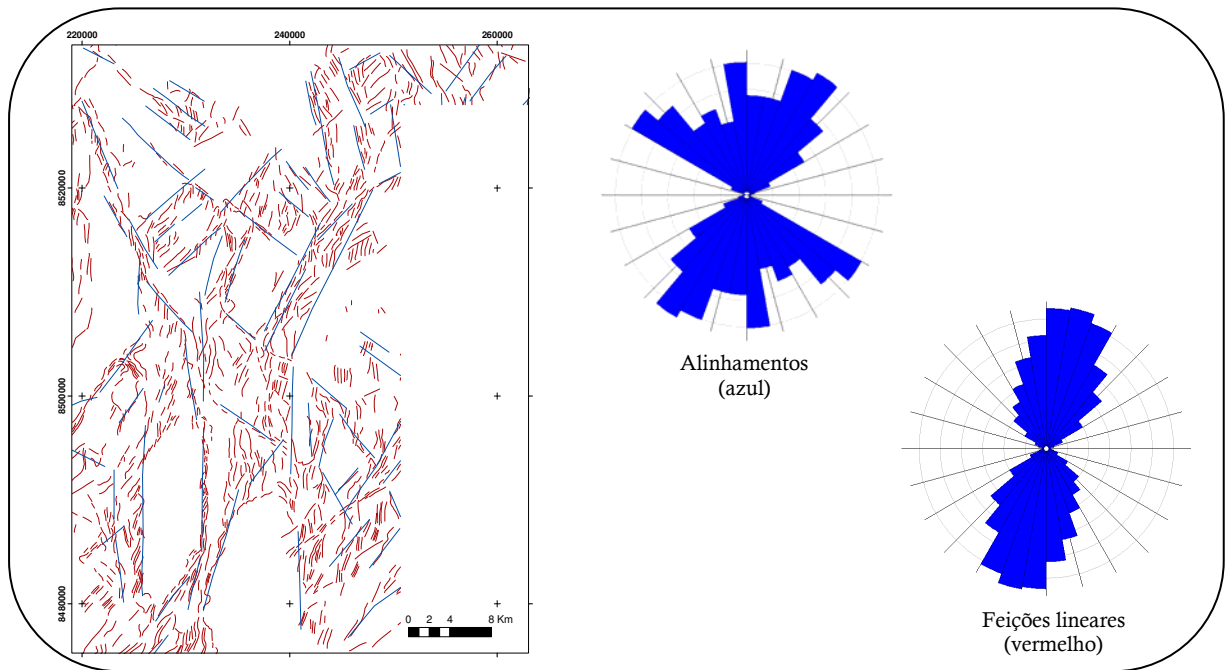 220000 240000 260000
8520000
8500000
8480000
0 2 4 8 Km
Alinhamentos
(azul)
Feições lineares
(vermelho)